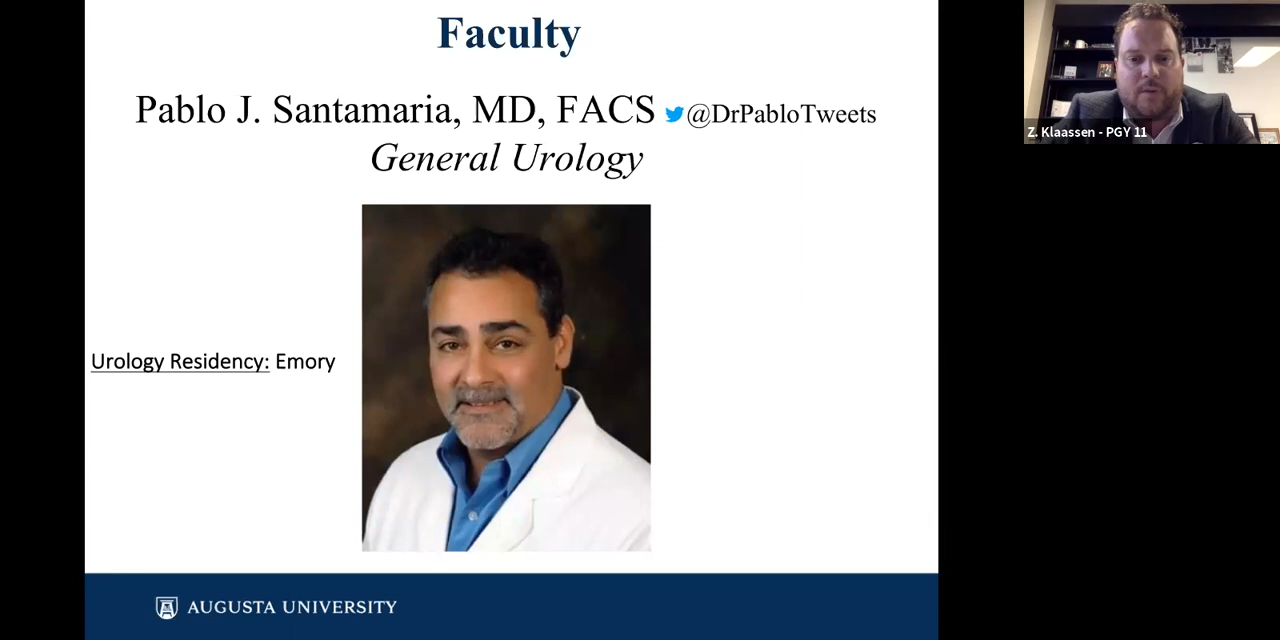 Faculty
Pablo J. Santamaria, MD, FACS @DrPabloTweets
General Urology
Urology Residency: Emory
AUGUSTA UNIVERSITY
Z. Klaassen - PGY 11